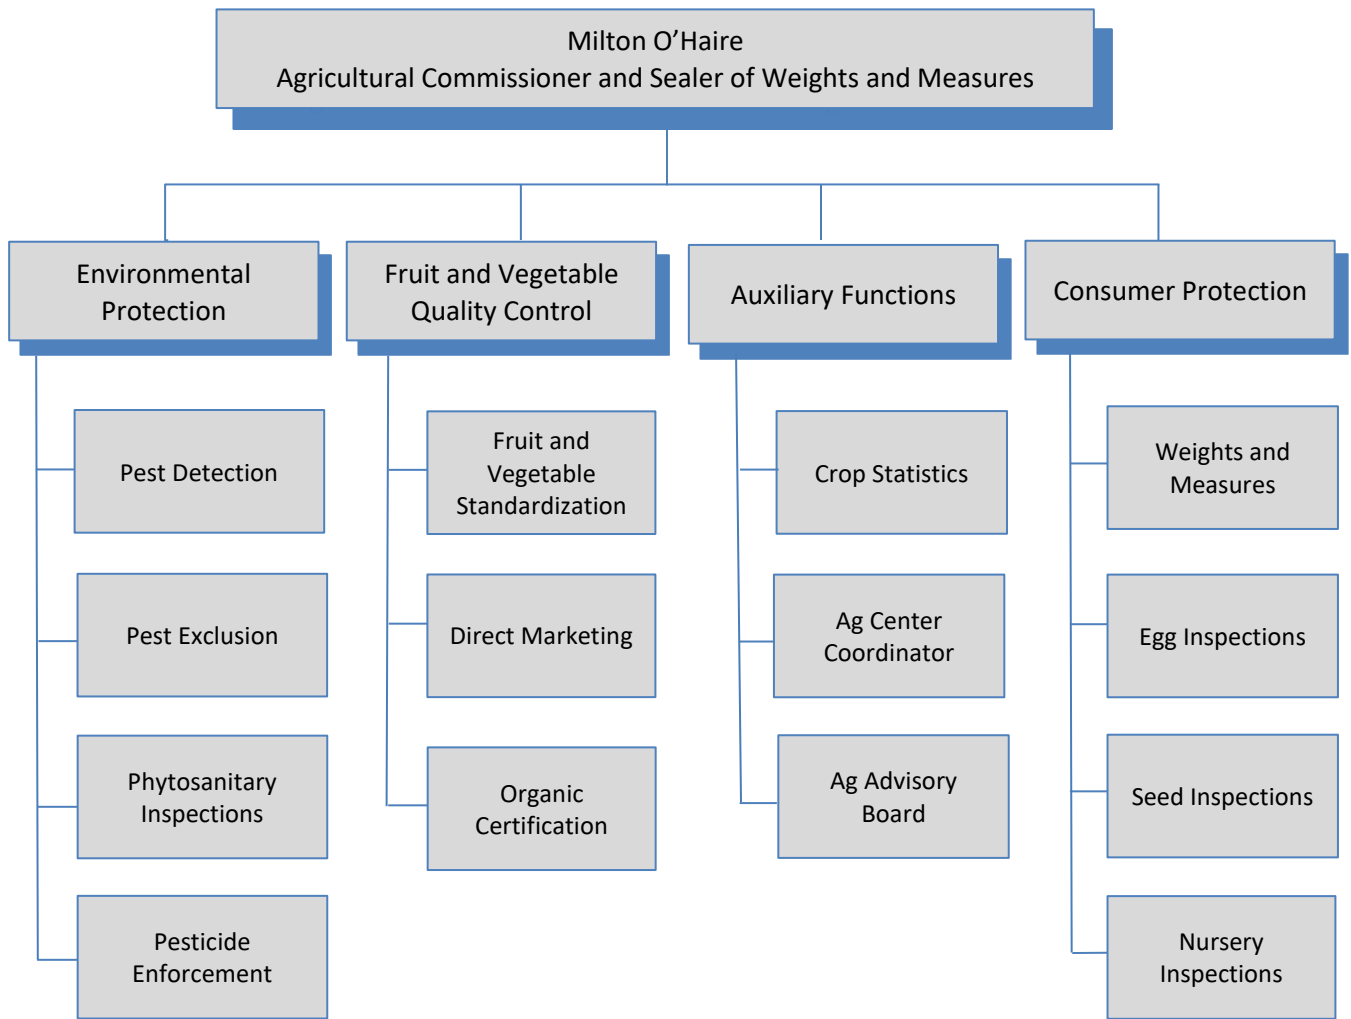 Milton O’Haire
Agricultural Commissioner and Sealer of Weights and Measures
Environmental
Protection
Fruit and Vegetable
Quality Control
Auxiliary Functions
Consumer Protection
Pest Detection
Pest Exclusion
Phytosanitary
Inspections
Pesticide
Enforcement
Fruit and
Vegetable
Standardization
Direct Marketing
Organic
Certification
Crop Statistics
Ag Center
Coordinator
Ag Advisory
Board
Weights and
Measures
Egg Inspections
Seed Inspections
Nursery
Inspections